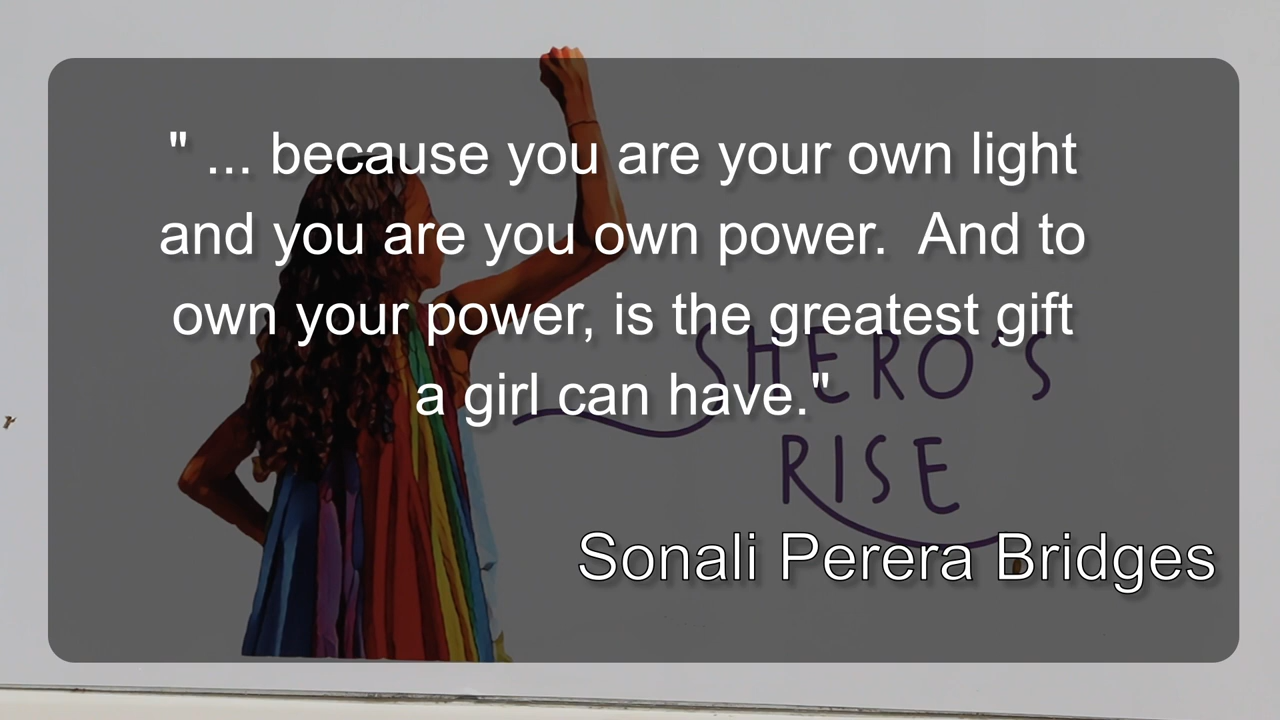 " ... because you are your own light
and you are you own power.  And to
own your power, is the greatest gift
a girl can have."
SHERO'S
RISE
Sonali Perera Bridges